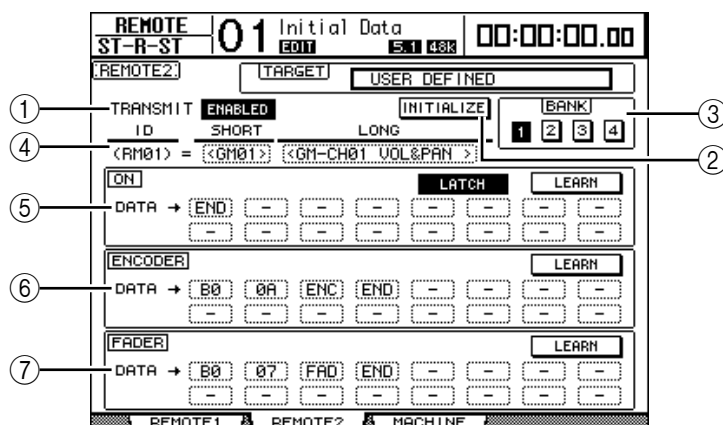 REMOTE
ST-R-ST
01 Initial Data
EDIT 5.1 48k
00:00:00.00
REMOTE2
TARGET USER DEFINED
① TRANSMIT ENABLED INITIALIZE BANK ③
1 2 3 4
ID SHORT LONG
②
④ (RM01) = <GM01> <GM-CH01 VOL&PAN >
ON LATCH LEARN
⑤ DATA → END - - - - - - -
- - - - - - - -
ENCODER LEARN
⑥ DATA → B0 0A ENC END - - - -
- - - - - - - -
FADER LEARN
⑦ DATA → B0 07 FAD END - - - -
- - - - - - - -
REMOTE1 REMOTE2 MACHINE